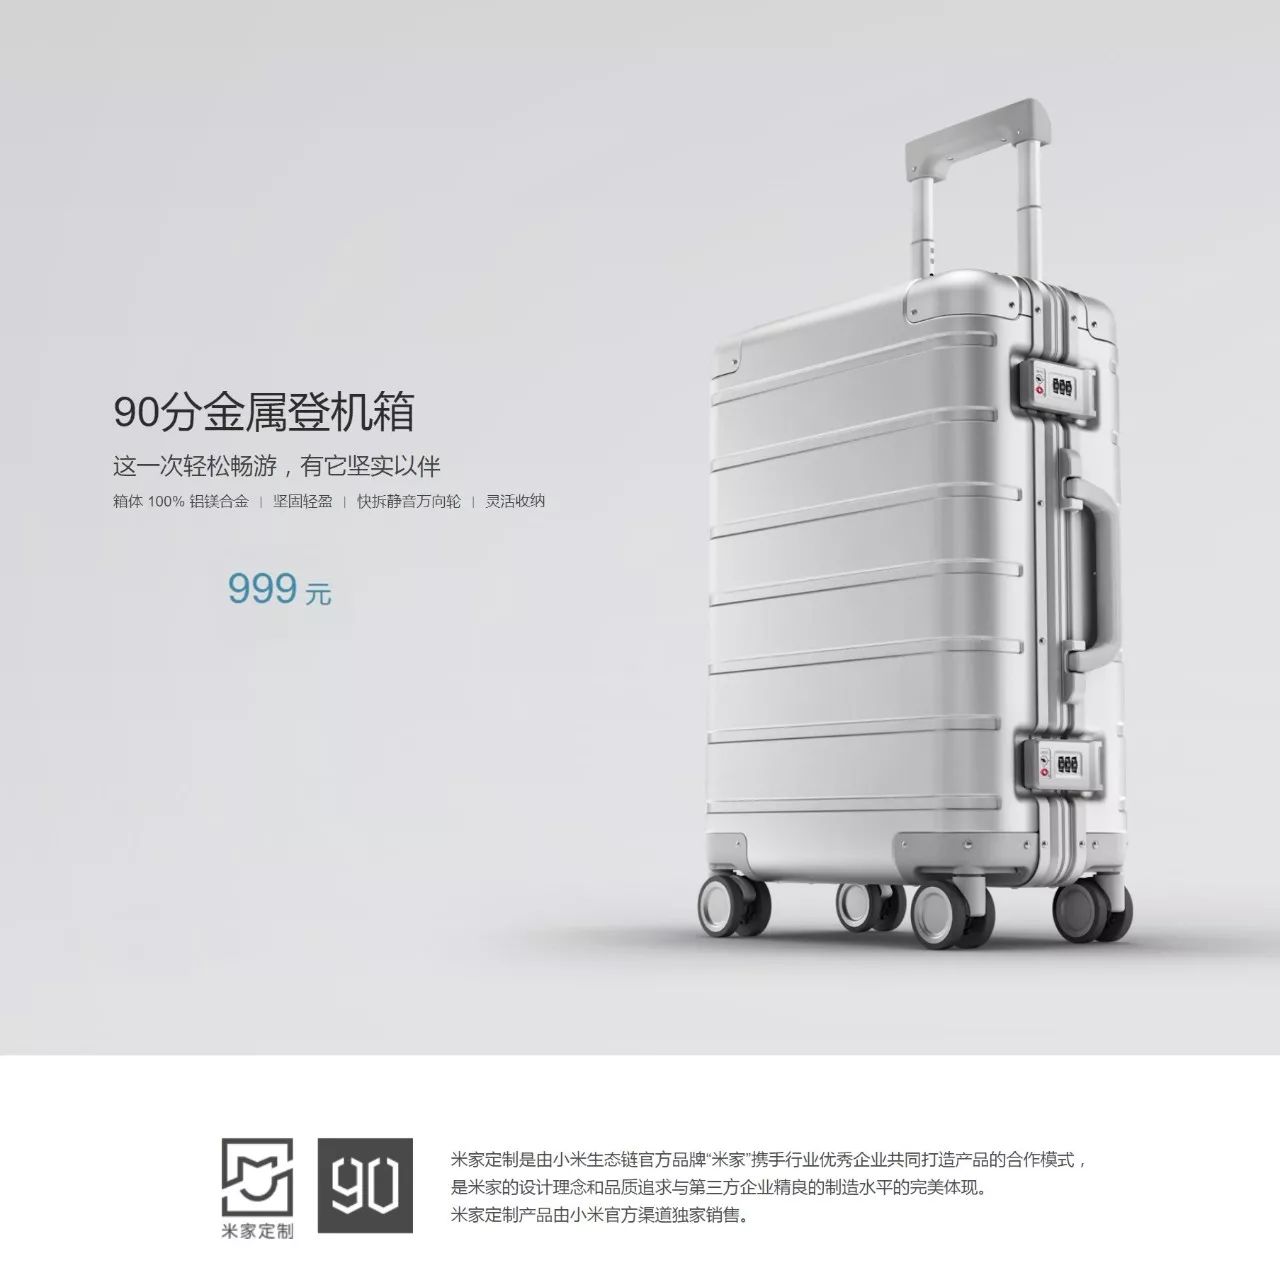 90分金属登机箱
这一次轻松畅游，有它坚实以伴
箱体 100% 铝镁合金 | 坚固轻盈 | 快拆静音万向轮 | 灵活收纳
999 元
米家定制
90
米家定制是由小米生态链官方品牌“米家”携手行业优秀企业共同打造产品的合作模式，
是米家的设计理念和品质追求与第三方企业精良的制造水平的完美体现。
米家定制产品由小米官方渠道独家销售。